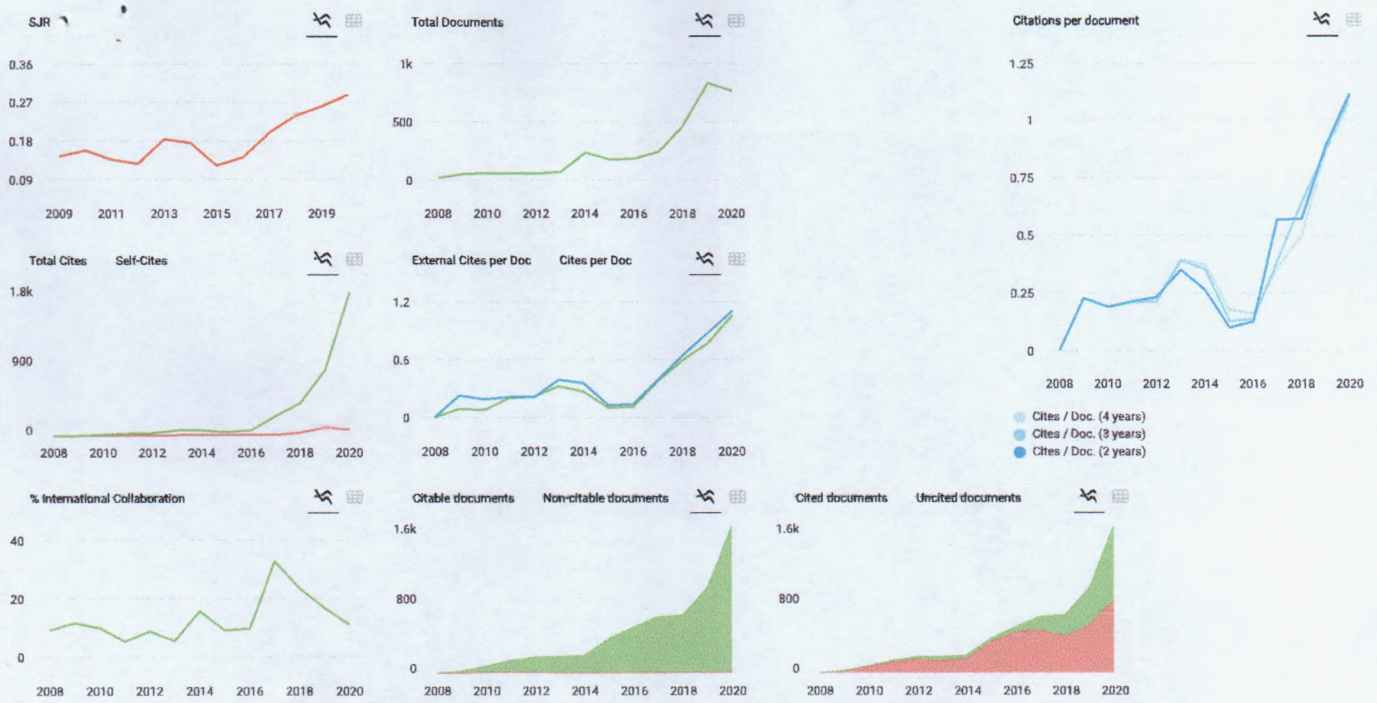 SJR
0.36
0.27
0.18
0.09
2009 2011 2013 2015 2017 2019
Total Documents
1k
500
0
2008 2010 2012 2014 2016 2018 2020
Citations per document
1.25
1
0.75
0.5
0.25
0
2008 2010 2012 2014 2016 2018 2020
Cites / Doc. (4 years)
Cites / Doc. (3 years)
Cites / Doc. (2 years)
Total Cites Self-Cites
1.8k
900
0
2008 2010 2012 2014 2016 2018 2020
External Cites per Doc Cites per Doc
1.2
0.6
0
2008 2010 2012 2014 2016 2018 2020
% International Collaboration
40
20
0
2008 2010 2012 2014 2016 2018 2020
Citable documents Non-citable documents
1.6k
800
0
2008 2010 2012 2014 2016 2018 2020
Cited documents Uncited documents
1.6k
800
0
2008 2010 2012 2014 2016 2018 2020